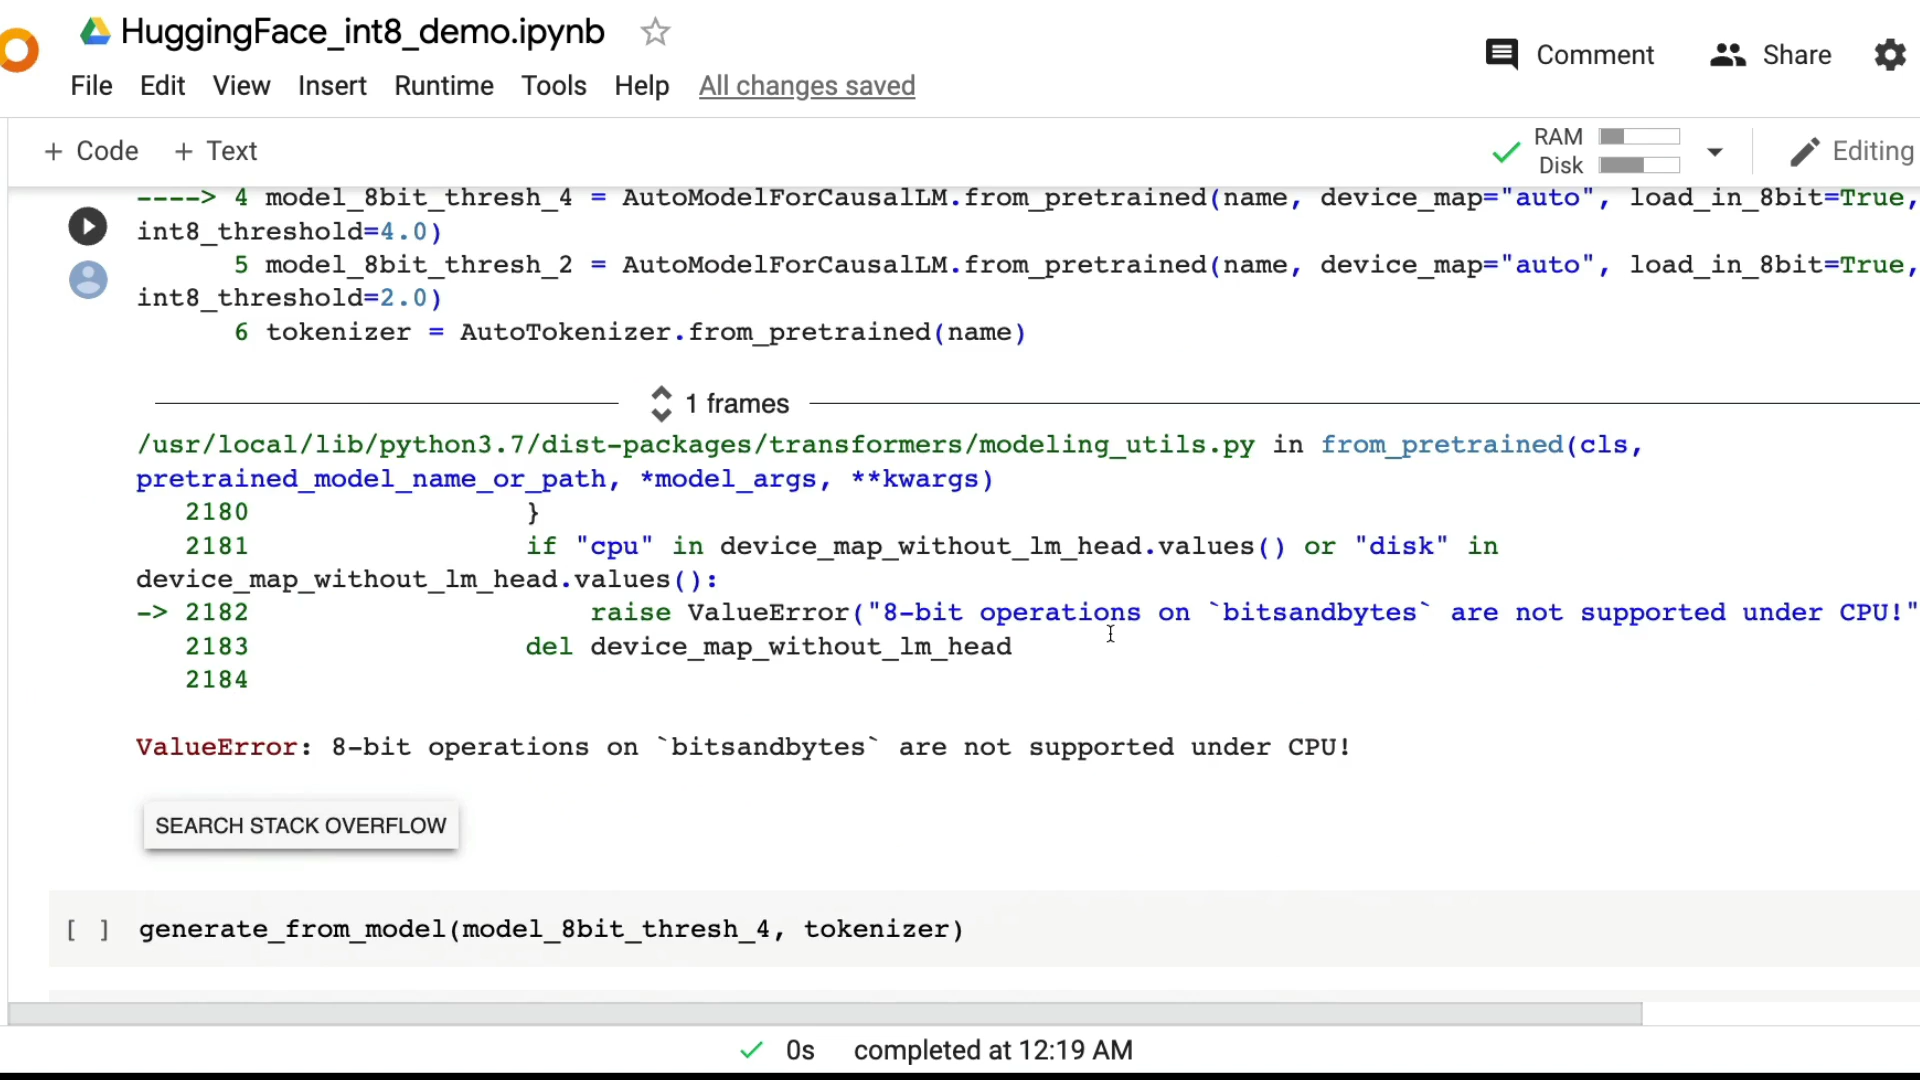 HuggingFace_int8_demo.ipynb
Comment
Share
File Edit View Insert Runtime Tools Help All changes saved
+ Code + Text
RAM
Disk
Editing
----> 4 model_8bit_thresh_4 = AutoModelForCausalLM.from_pretrained(name, device_map="auto", load_in_8bit=True,
int8_threshold=4.0)
5 model_8bit_thresh_2 = AutoModelForCausalLM.from_pretrained(name, device_map="auto", load_in_8bit=True,
int8_threshold=2.0)
6 tokenizer = AutoTokenizer.from_pretrained(name)
1 frames
/usr/local/lib/python3.7/dist-packages/transformers/modeling_utils.py in from_pretrained(cls,
pretrained_model_name_or_path, *model_args, **kwargs)
2180 }
2181 if "cpu" in device_map_without_lm_head.values() or "disk" in
device_map_without_lm_head.values():
-> 2182 raise ValueError("8-bit operations on `bitsandbytes` are not supported under CPU!"
2183 del device_map_without_lm_head
2184
ValueError: 8-bit operations on `bitsandbytes` are not supported under CPU!
SEARCH STACK OVERFLOW
[ ] generate_from_model(model_8bit_thresh_4, tokenizer)
0s completed at 12:19 AM